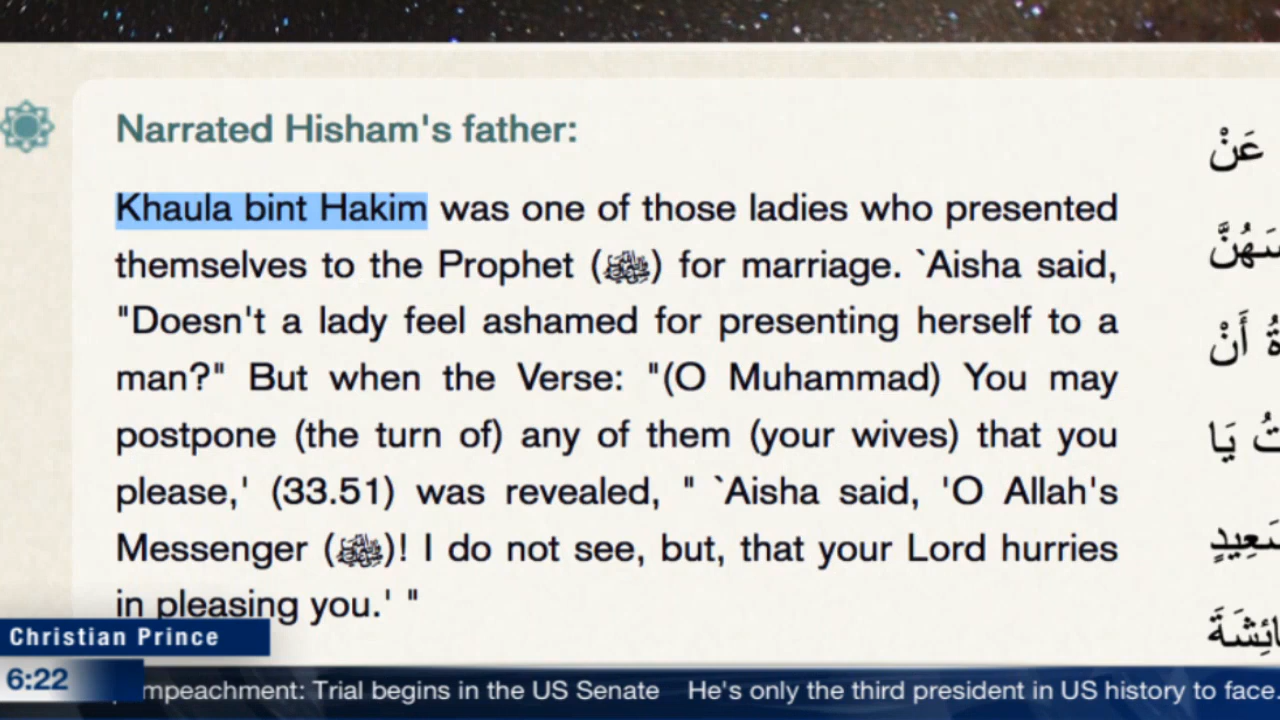 Narrated Hisham's father:
Khaula bint Hakim was one of those ladies who presented
themselves to the Prophet (ﷺ) for marriage. `Aisha said,
"Doesn't a lady feel ashamed for presenting herself to a
man?" But when the Verse: "(O Muhammad) You may
postpone (the turn of) any of them (your wives) that you
please,' (33.51) was revealed, " `Aisha said, 'O Allah's
Messenger (ﷺ)! I do not see, but, that your Lord hurries
in pleasing you.' "
عَنْ
أَنْ
يَا
Christian Prince
6:22
mpeachment: Trial begins in the US Senate He's only the third president in US history to face.